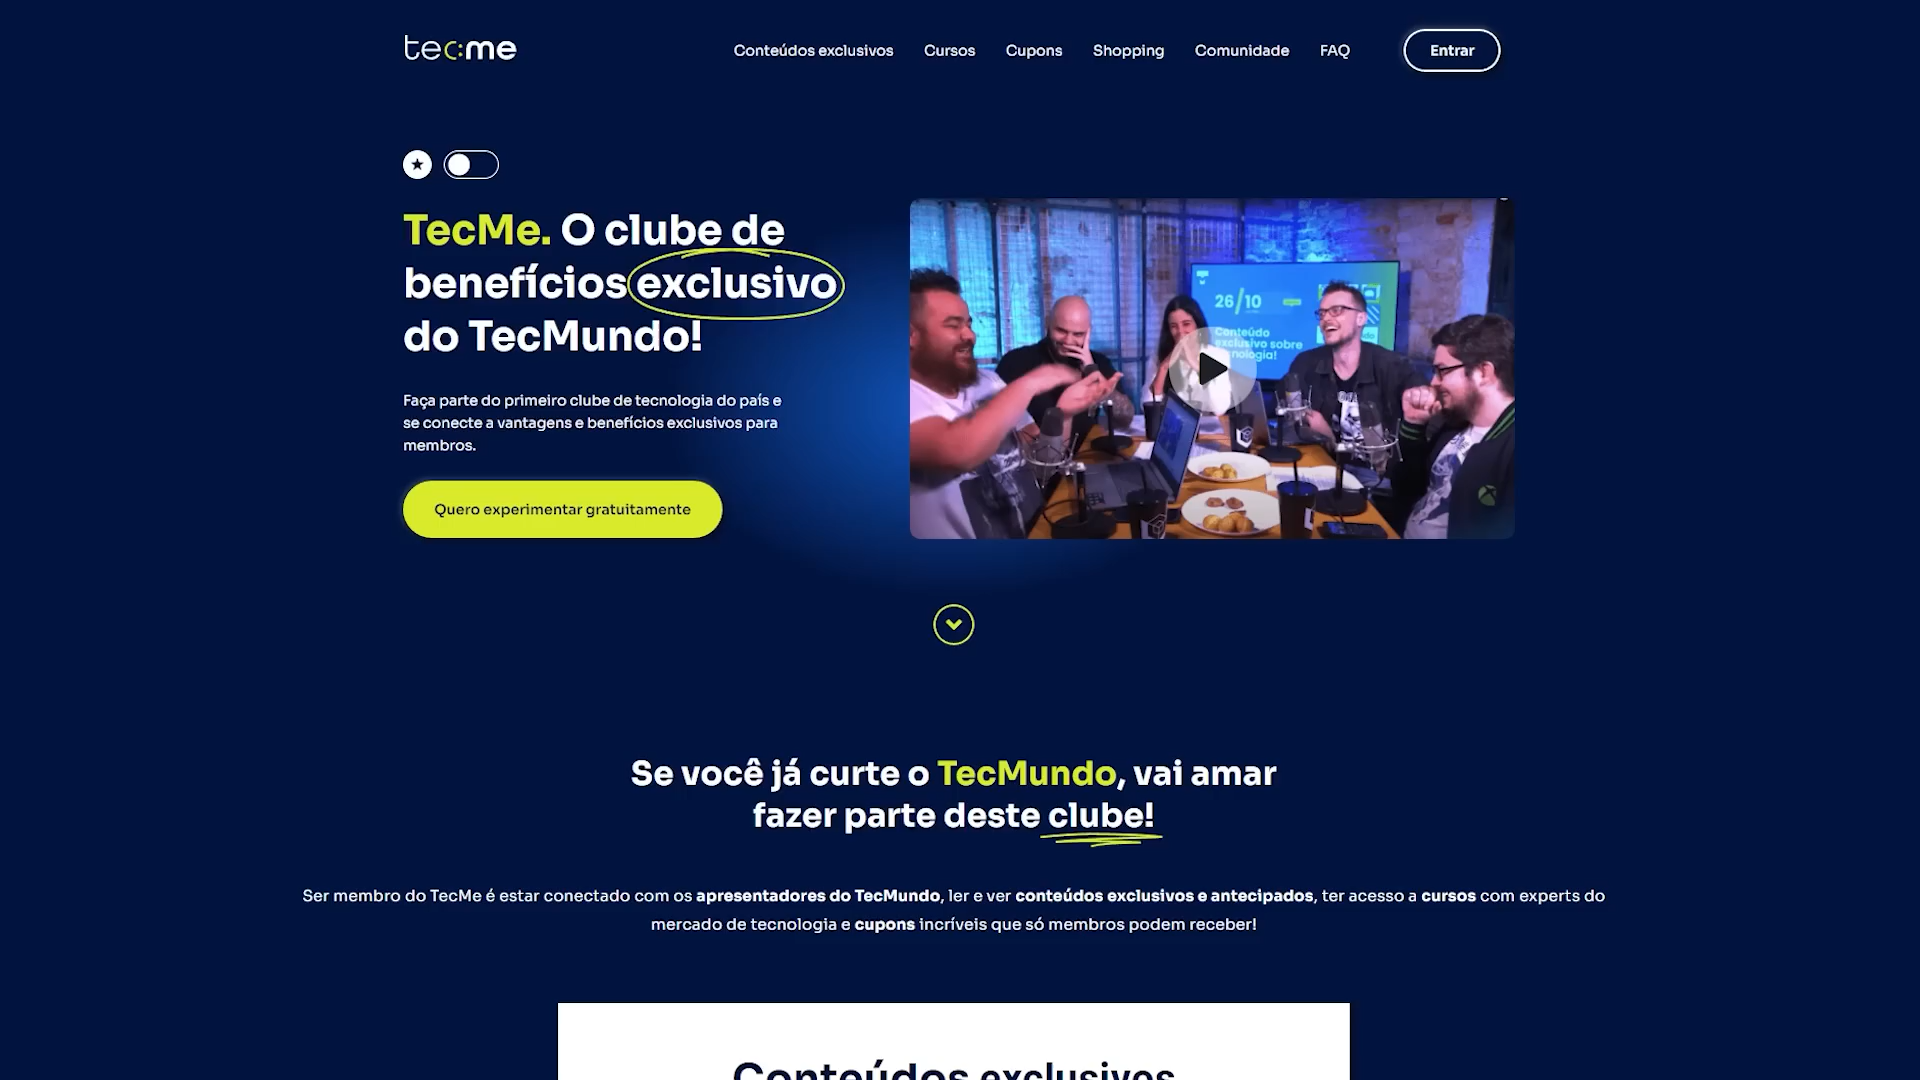 tec:me
Conteúdos exclusivos Cursos Cupons Shopping Comunidade FAQ Entrar
TecMe. O clube de
benefícios exclusivo
do TecMundo!
Faça parte do primeiro clube de tecnologia do país e
se conecte a vantagens e benefícios exclusivos para
membros.
Quero experimentar gratuitamente
26/10
Conteúdo
exclusivo sobre
Se você já curte o TecMundo, vai amar
fazer parte deste clube!
Ser membro do TecMe é estar conectado com os apresentadores do TecMundo, ler e ver conteúdos exclusivos e antecipados, ter acesso a cursos com experts do
mercado de tecnologia e cupons incríveis que só membros podem receber!
Conteúdos exclusivos